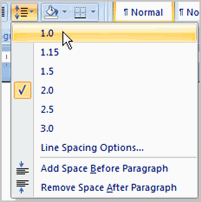 ¶ Normal ¶ No
1.0
1.15
1.5
2.0
2.5
3.0
Line Spacing Options...
Add Space Before Paragraph
Remove Space After Paragraph